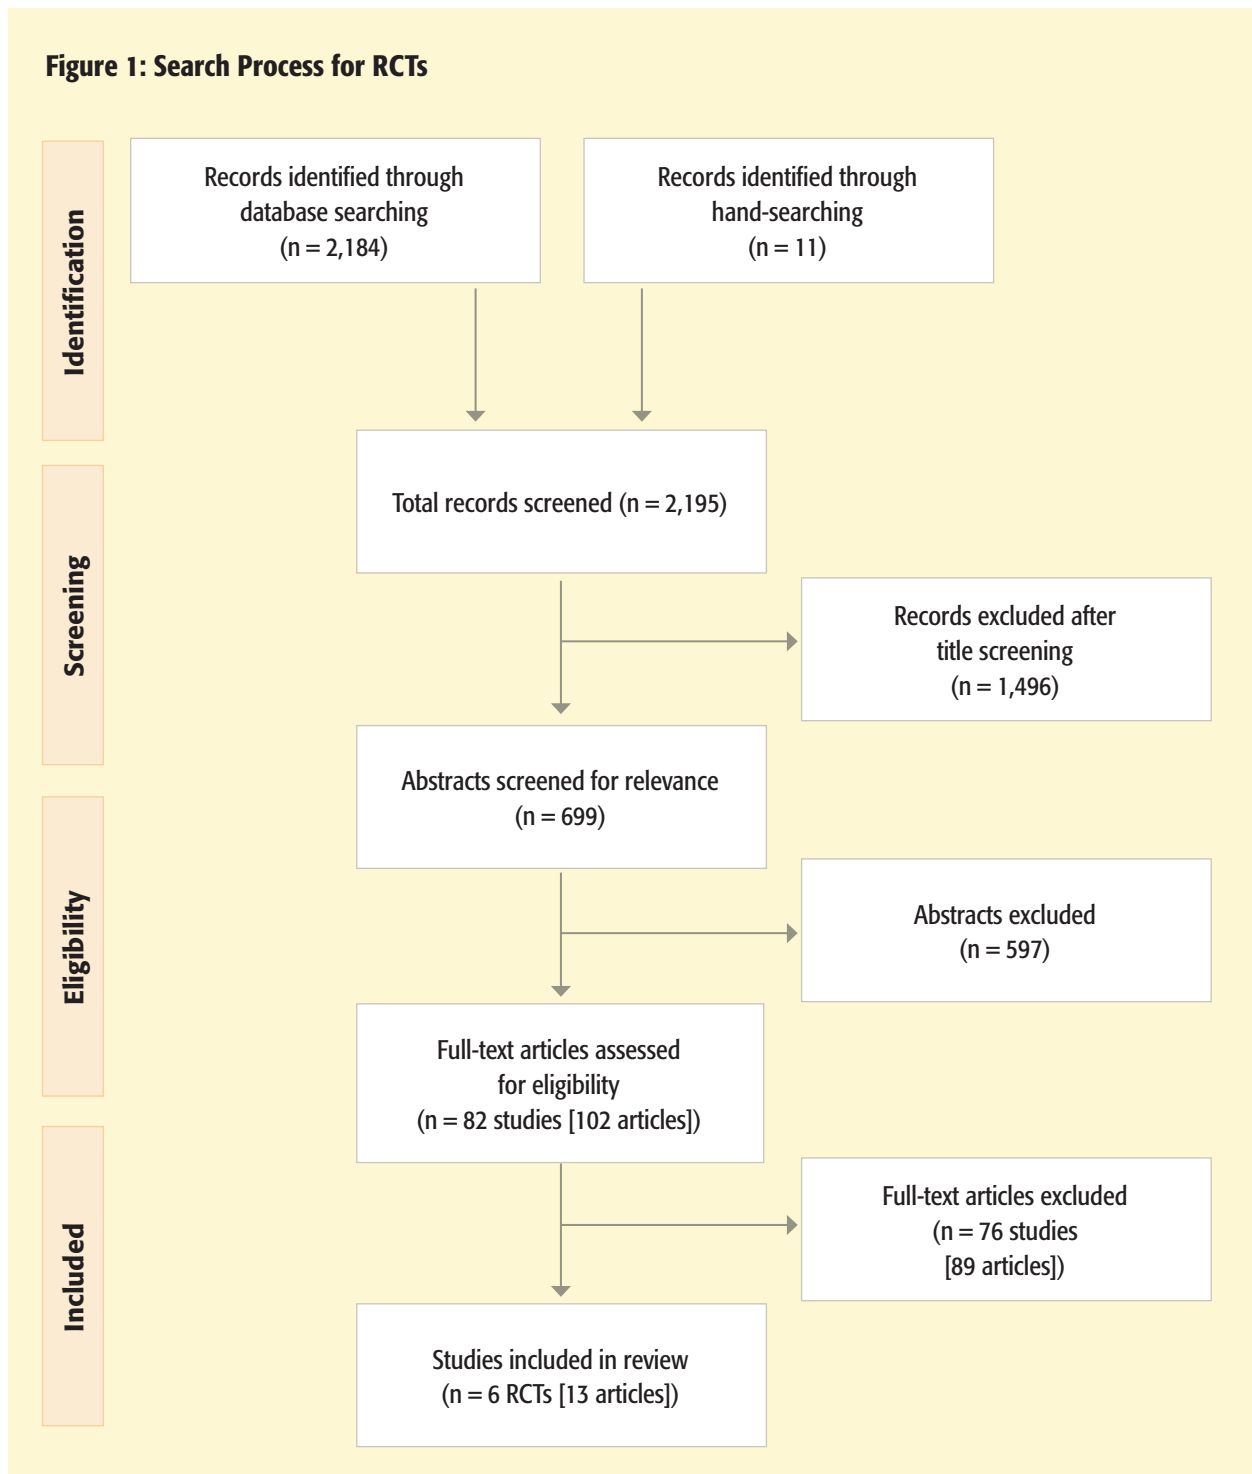 Figure 1: Search Process for RCTs
Identification
Records identified through
database searching
(n = 2,184)
Records identified through
hand-searching
(n = 11)
Screening
Total records screened (n = 2,195)
Records excluded after
title screening
(n = 1,496)
Abstracts screened for relevance
(n = 699)
Eligibility
Abstracts excluded
(n = 597)
Full-text articles assessed
for eligibility
(n = 82 studies [102 articles])
Included
Full-text articles excluded
(n = 76 studies
[89 articles])
Studies included in review
(n = 6 RCTs [13 articles])